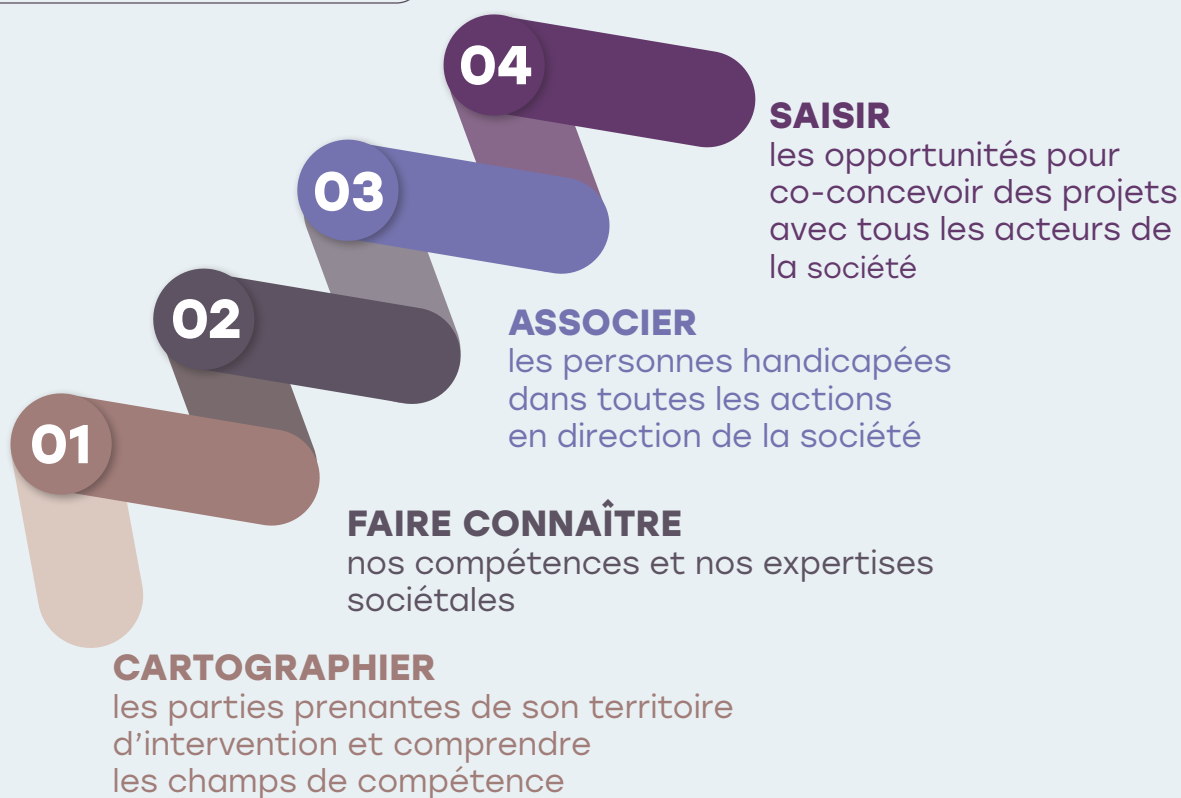 04
SAISIR
les opportunités pour
co-concevoir des projets
avec tous les acteurs de
la société
03
ASSOCIER
les personnes handicapées
dans toutes les actions
en direction de la société
02
FAIRE CONNAÎTRE
nos compétences et nos expertises
sociétales
01
CARTOGRAPHIER
les parties prenantes de son territoire
d’intervention et comprendre
les champs de compétence